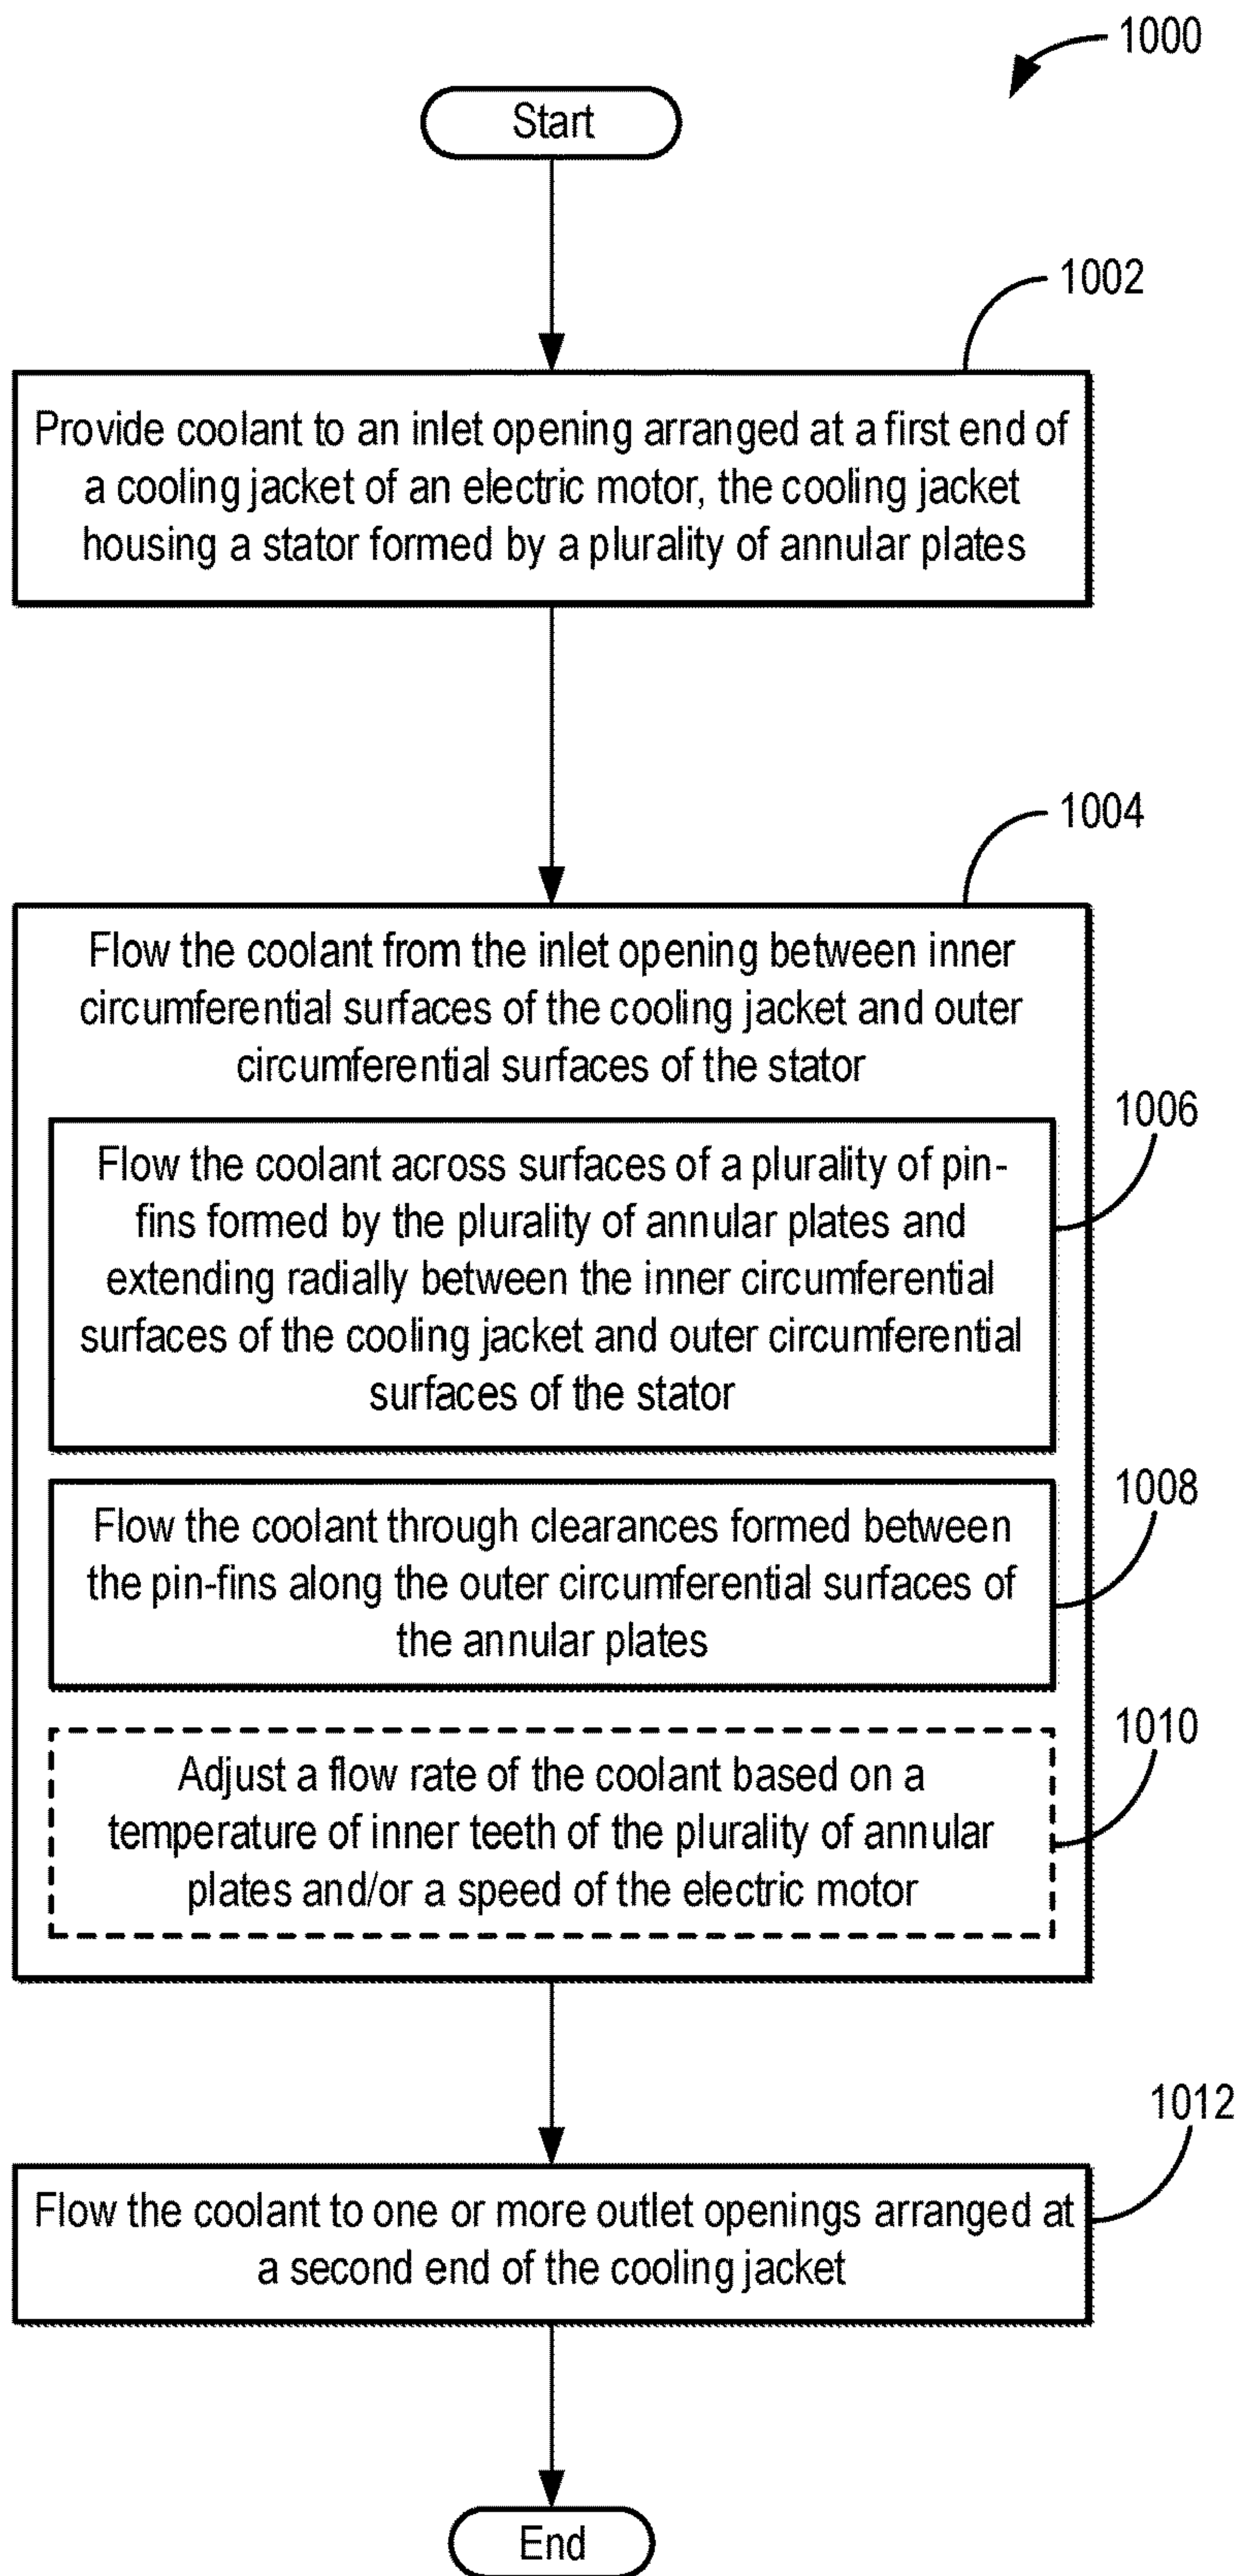 1000
Start
1002
Provide coolant to an inlet opening arranged at a first end of
a cooling jacket of an electric motor, the cooling jacket
housing a stator formed by a plurality of annular plates
1004
Flow the coolant from the inlet opening between inner
circumferential surfaces of the cooling jacket and outer
circumferential surfaces of the stator
1006
Flow the coolant across surfaces of a plurality of pin-
fins formed by the plurality of annular plates and
extending radially between the inner circumferential
surfaces of the cooling jacket and outer circumferential
surfaces of the stator
1008
Flow the coolant through clearances formed between
the pin-fins along the outer circumferential surfaces of
the annular plates
1010
Adjust a flow rate of the coolant based on a
temperature of inner teeth of the plurality of annular
plates and/or a speed of the electric motor
1012
Flow the coolant to one or more outlet openings arranged at
a second end of the cooling jacket
End